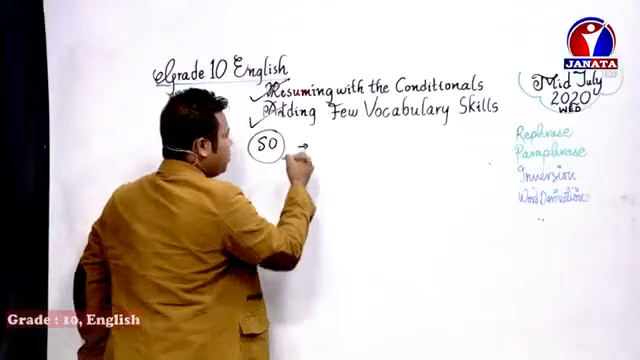 Grade 10 English
Resuming with the Conditionals
Adding Few Vocabulary Skills
SO →
Mid July
2020
WED
Rephrase
Paraphrase
Inversion
Word Derivation
..
JANATA
Grade : 10, English